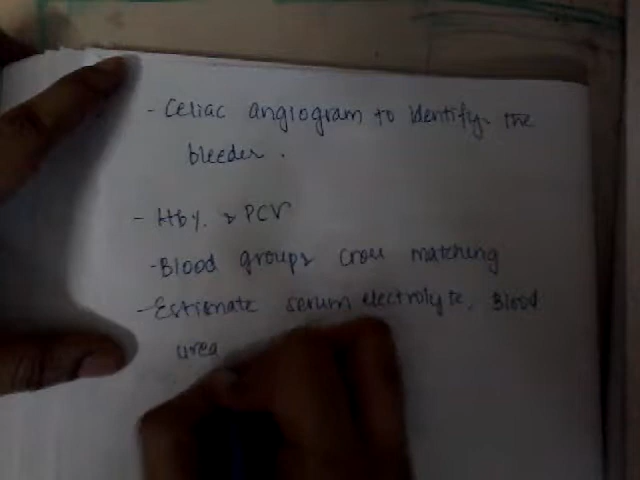 - Celiac angiogram to identify the
bleeder.
- Hb%. & PCV
- Blood groups cross matching
- Estimate serum electrolyte, Blood
urea